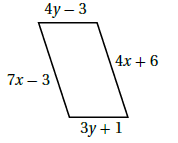 4y − 3
4x + 6
7x − 3
3y + 1